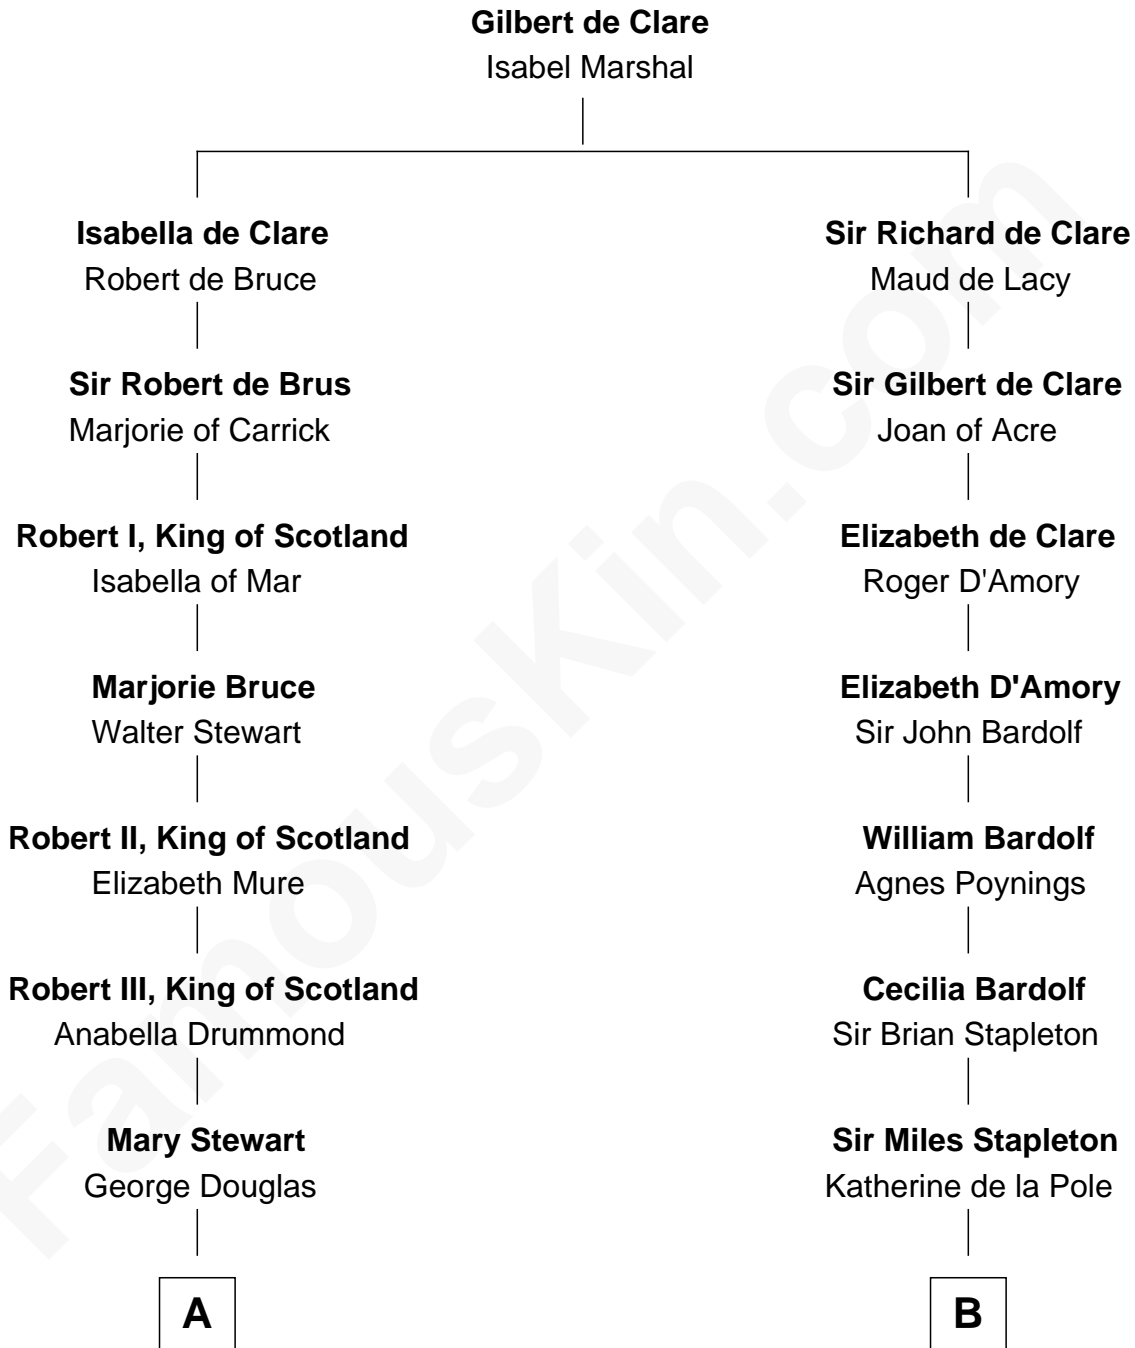 Gilbert de Clare
Isabel Marshal
Isabella de Clare
Robert de Bruce
Sir Richard de Clare
Maud de Lacy
Sir Robert de Brus
Marjorie of Carrick
Sir Gilbert de Clare
Joan of Acre
Robert I, King of Scotland
Isabella of Mar
Elizabeth de Clare
Roger D'Amory
Marjorie Bruce
Walter Stewart
Elizabeth D'Amory
Sir John Bardolf
Robert II, King of Scotland
Elizabeth Mure
William Bardolf
Agnes Poynings
Robert III, King of Scotland
Anabella Drummond
Cecilia Bardolf
Sir Brian Stapleton
Mary Stewart
George Douglas
Sir Miles Stapleton
Katherine de la Pole
A
B
FamousKin.com